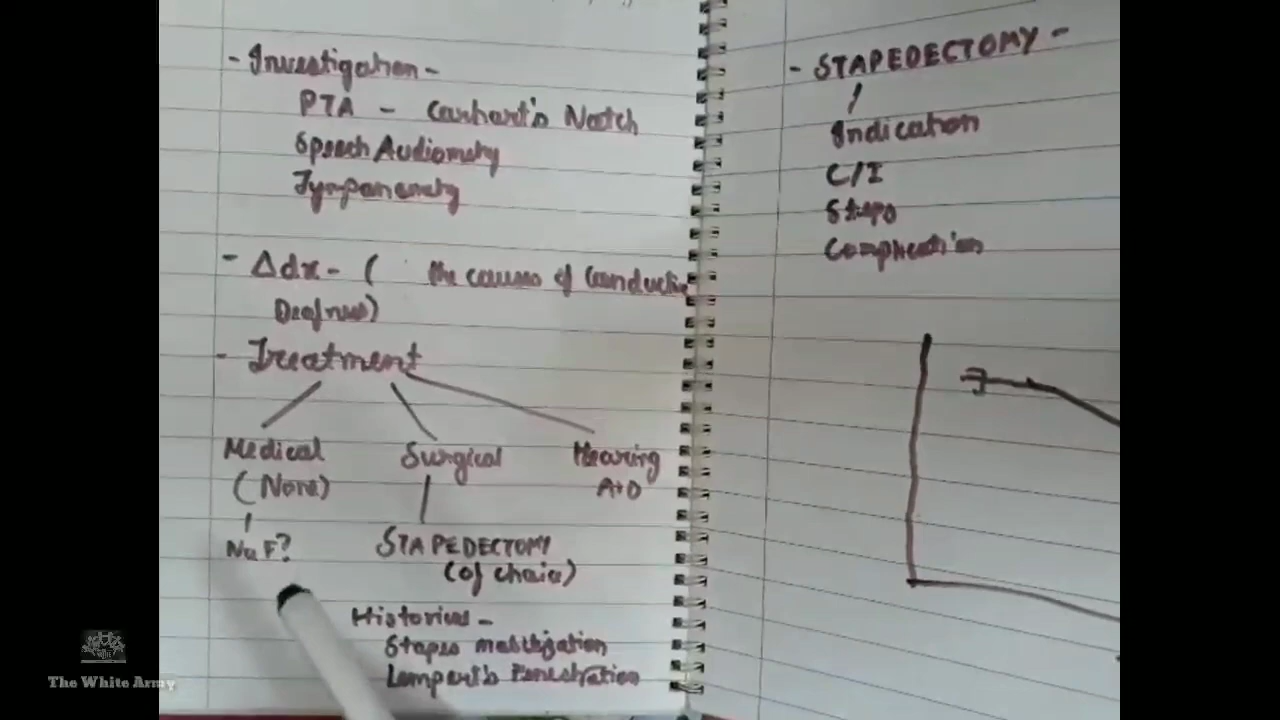 - Investigation -
PTA - Carhart's Notch
Speech Audiometry
Tympanometry
- Δdx - ( the causes of Conductive
Deafness)
- Treatment
Medical Surgical Hearing
(None) Aid
NaF? STAPEDECTOMY
(of choice)
Historical -
Stapes mobilization
Lempert's Fenestration
- STAPEDECTOMY -
Indication
C/I
Steps
Complication
The White Army